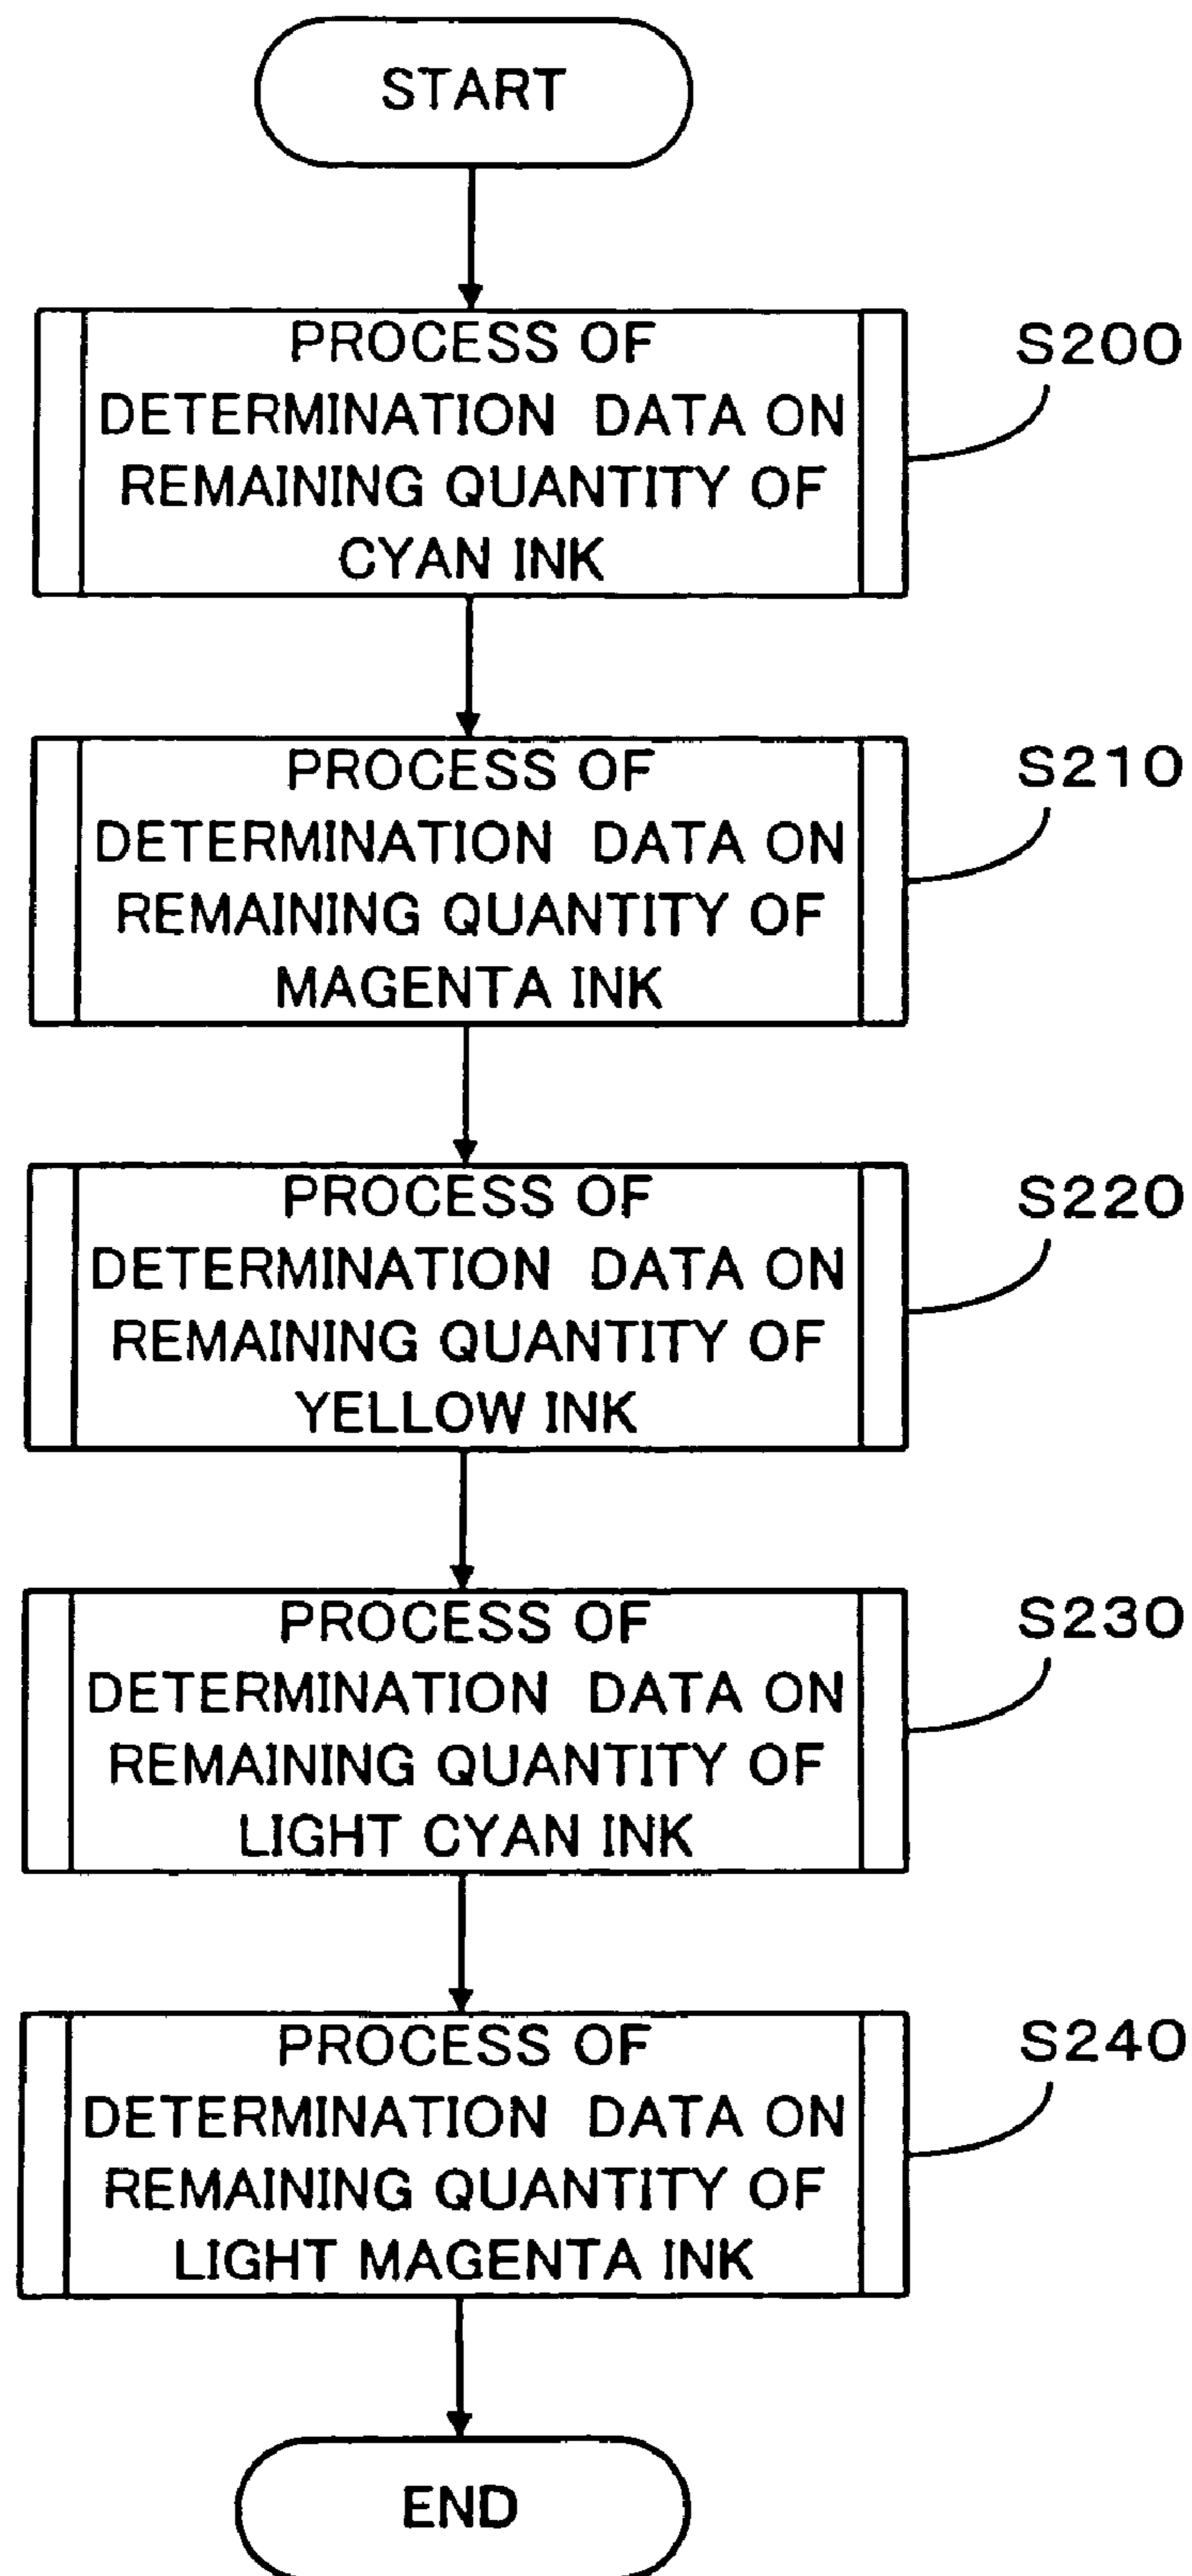 START
PROCESS OF
DETERMINATION DATA ON
REMAINING QUANTITY OF
CYAN INK
S200
PROCESS OF
DETERMINATION DATA ON
REMAINING QUANTITY OF
MAGENTA INK
S210
PROCESS OF
DETERMINATION DATA ON
REMAINING QUANTITY OF
YELLOW INK
S220
PROCESS OF
DETERMINATION DATA ON
REMAINING QUANTITY OF
LIGHT CYAN INK
S230
PROCESS OF
DETERMINATION DATA ON
REMAINING QUANTITY OF
LIGHT MAGENTA INK
S240
END